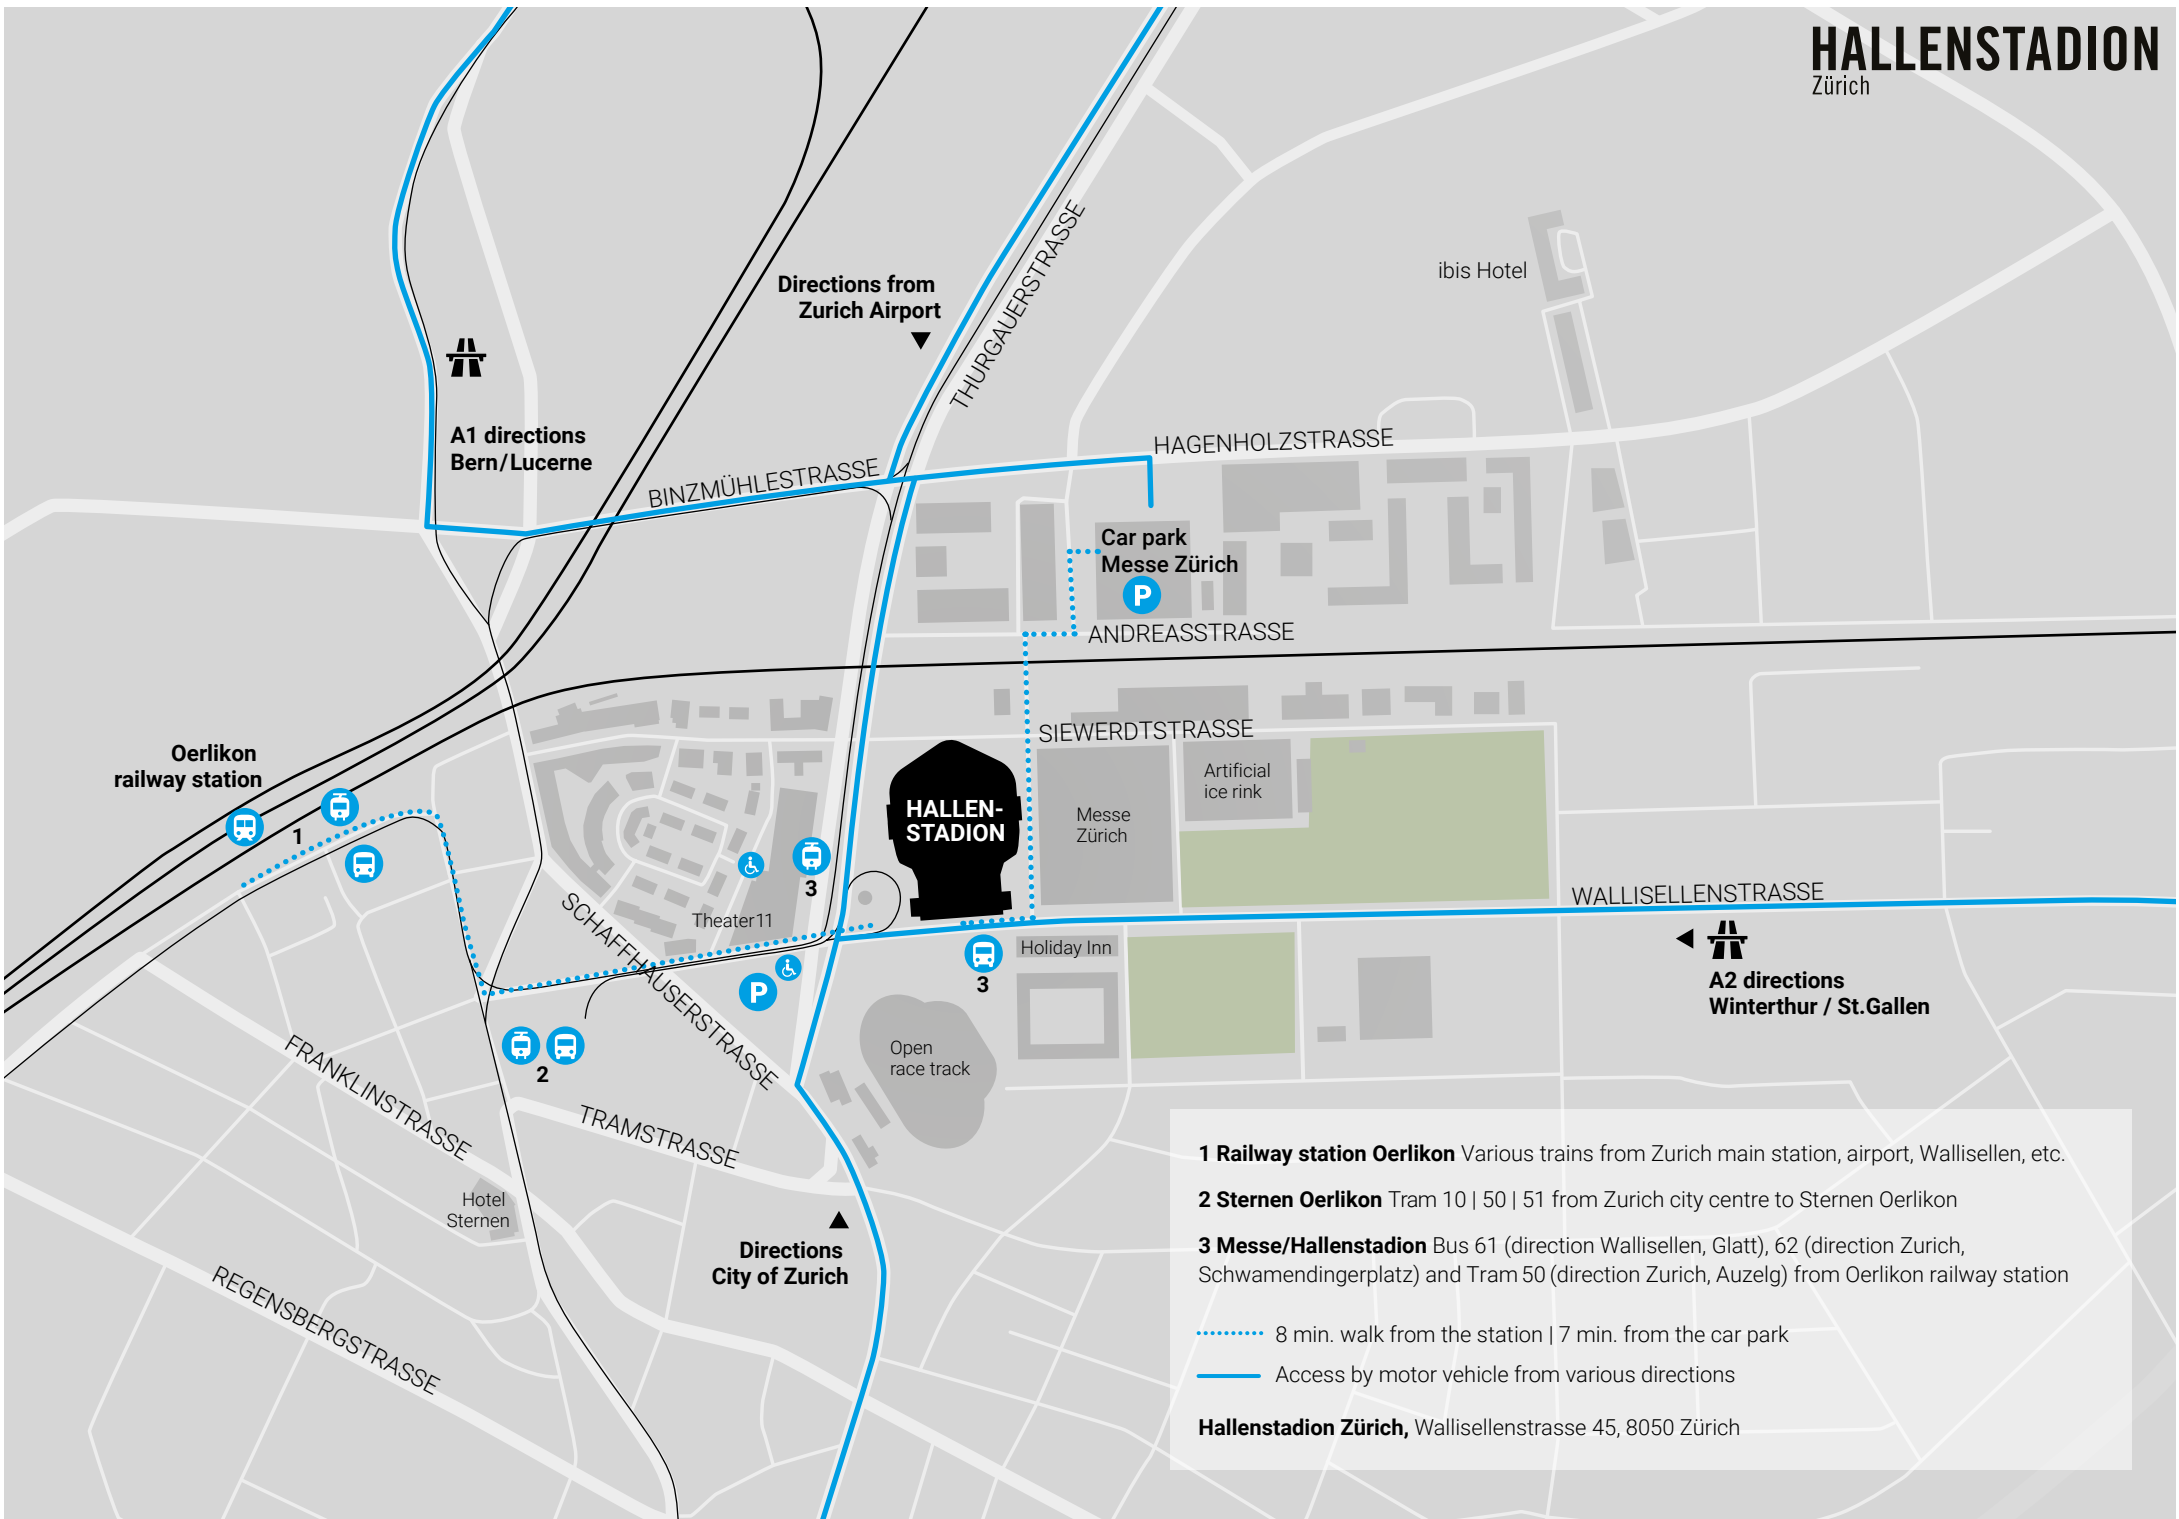 HALLENSTADION
Zürich
Directions from
Zurich Airport
THURGAUERSTRASSE
ibis Hotel
A1 directions
Bern/Lucerne
BINZMÜHLESTRASSE
HAGENHOLZSTRASSE
Car park
Messe Zürich
P
ANDREASSTRASSE
SIEWERDTSTRASSE
Oerlikon
railway station
1
HALLEN-
STADION
Messe
Zürich
Artificial
ice rink
3
Theater11
SCHAFFHAUSERSTRASSE
WALLISELLENSTRASSE
Holiday Inn
3
P
A2 directions
Winterthur / St.Gallen
2
Open
race track
FRANKLINSTRASSE
TRAMSTRASSE
Hotel
Sternen
Directions
City of Zurich
REGENSBERGSTRASSE
1 Railway station Oerlikon Various trains from Zurich main station, airport, Wallisellen, etc.
2 Sternen Oerlikon Tram 10 | 50 | 51 from Zurich city centre to Sternen Oerlikon
3 Messe/Hallenstadion Bus 61 (direction Wallisellen, Glatt), 62 (direction Zurich,
Schwamendingerplatz) and Tram 50 (direction Zurich, Auzelg) from Oerlikon railway station
8 min. walk from the station | 7 min. from the car park
Access by motor vehicle from various directions
Hallenstadion Zürich, Wallisellenstrasse 45, 8050 Zürich